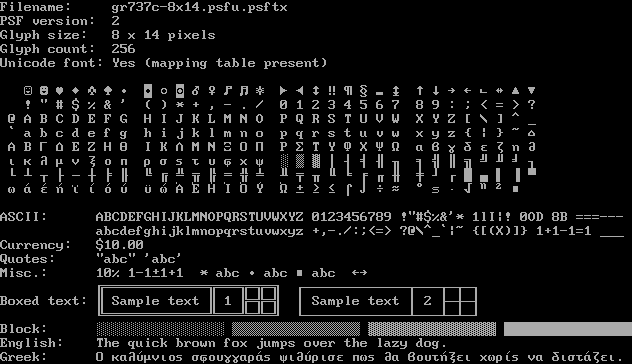 Filename: gr737c-8x14.psfu.psftx
PSF version: 2
Glyph size: 8 x 14 pixels
Glyph count: 256
Unicode font: Yes (mapping table present)
☺ ☻ ♥ ♦ ♣ ♠ • ◘ ○ ◙ ♂ ♀ ♪ ♫ ☼ ► ◄ ↕ ‼ ¶ § ▬ ↨ ↑ ↓ → ← ∟ ↔ ▲ ▼
! " # $ % & ' ( ) * + , - . / 0 1 2 3 4 5 6 7 8 9 : ; < = > ?
@ A B C D E F G H I J K L M N O P Q R S T U V W X Y Z [ \ ] ^ _
` a b c d e f g h i j k l m n o p q r s t u v w x y z { | } ~ ⌂
Α Β Γ Δ Ε Ζ Η Θ Ι Κ Λ Μ Ν Ξ Ο Π Ρ Σ Τ Υ Φ Χ Ψ Ω α β γ δ ε ζ η θ
ι κ λ μ ν ξ ο π ρ σ ς τ υ φ χ ψ ░ ▒ ▓ │ ┤ ╡ ╢ ╖ ╕ ╣ ║ ╗ ╝ ╜ ╛ ┐
└ ┴ ┬ ├ ─ ┼ ╞ ╟ ╚ ╔ ╩ ╦ ╠ ═ ╬ ╧ ╨ ╤ ╥ ╙ ╘ ╒ ╓ ╫ ╪ ┘ ┌ █ ▄ ▌ ▐ ▀
ω ά έ ή ϊ ί ό ύ ϋ ώ Ά Έ Ή Ί Ό Ύ Ώ ± ≥ ≤ Ϊ Ϋ ÷ ≈ ° ∙ · √ ⁿ ² ■
ASCII: ABCDEFGHIJKLMNOPQRSTUVWXYZ 0123456789 !"#$%&'* 1lI|! 0OD 8B ===---
abcdefghijklmnopqrstuvwxyz +,-./:;<=> ?@\^_`|~ {[(X)]} 1+1-1=1 ___
Currency: $10.00
Quotes: "abc" 'abc'
Misc.: 10% 1-1±1+1 * abc • abc ■ abc ↔
Boxed text: Sample text 1 Sample text 2
Block: ░ ▒ ▓ █
English: The quick brown fox jumps over the lazy dog.
Greek: Ο καλύμνιος σφουγγαράς ψιθύρισε πως θα βουτήξει χωρίς να διστάζει.